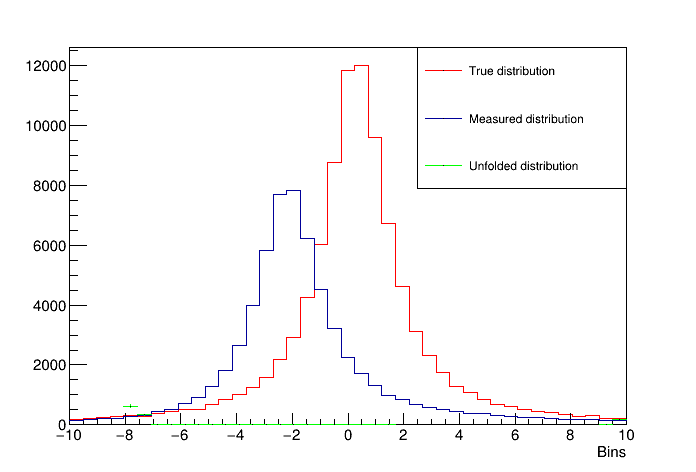 12000
10000
8000
6000
4000
2000
0
True distribution
Measured distribution
Unfolded distribution
−10 −8 −6 −4 −2 0 2 4 6 8 10
Bins